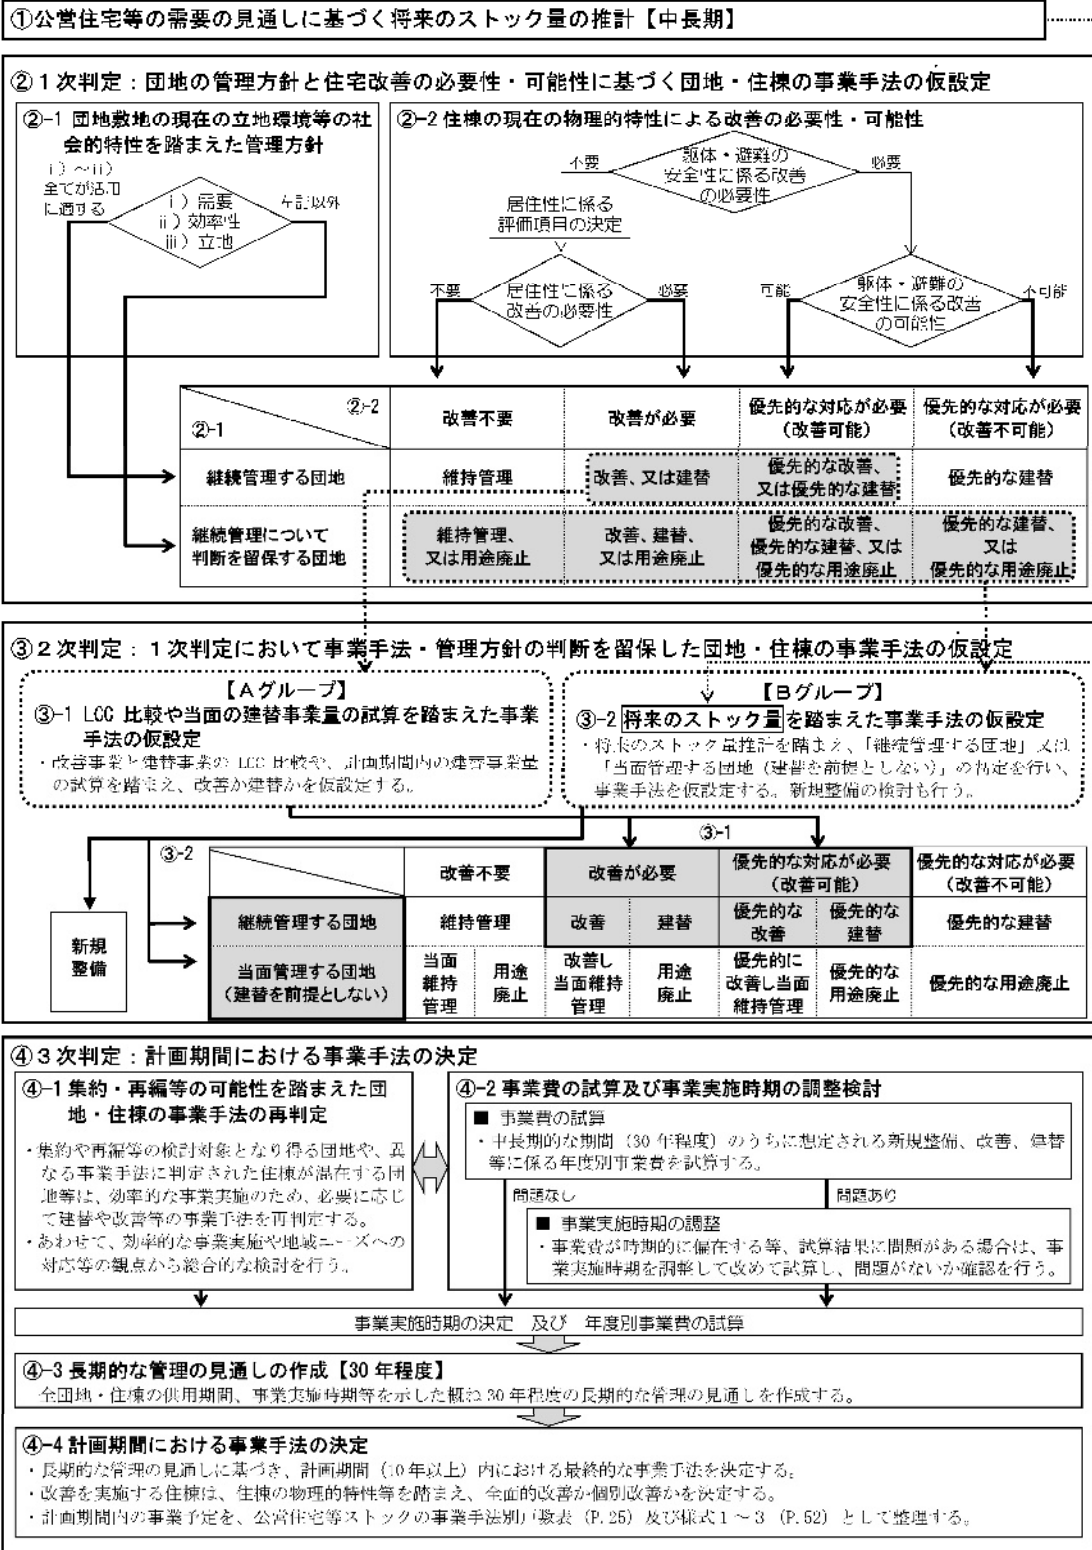 ①公営住宅等の需要の見通しに基づく将来のストック量の推計【中長期】
②１次判定：団地の管理方針と住宅改善の必要性・可能性に基づく団地・住棟の事業手法の仮設定
②-1 団地敷地の現在の立地環境等の社
会的特性を踏まえた管理方針
ⅰ）～ⅱ）
全てが活用
に適する
ⅰ）需要
ⅱ）効率性
ⅲ）立地
左記以外
②-2 住棟の現在の物理的特性による改善の必要性・可能性
不要
躯体・避難の
安全性に係る改善
の必要性
必要
居住性に係る
評価項目の決定
不要
居住性に係る
改善の必要性
必要
可能
躯体・避難の
安全性に係る改善
の可能性
不可能
②-2
②-1
改善不要
改善が必要
優先的な対応が必要
（改善可能）
優先的な対応が必要
（改善不可能）
継続管理する団地
維持管理
改善、又は建替
優先的な改善、
又は優先的な建替
優先的な建替
継続管理について
判断を留保する団地
維持管理、
又は用途廃止
改善、建替、
又は用途廃止
優先的な改善、
優先的な建替、又は
優先的な用途廃止
優先的な建替、
又は
優先的な用途廃止
③２次判定：１次判定において事業手法・管理方針の判断を留保した団地・住棟の事業手法の仮設定
【Aグループ】
③-1 LCC 比較や当面の建替事業量の試算を踏まえた事業
手法の仮設定
・改善事業と建替事業の LCC 比較や、計画期間内の建替事業量
の試算を踏まえ、改善か建替かを仮設定する。
【Bグループ】
③-2 将来のストック量を踏まえた事業手法の仮設定
・将来のストック量推計を踏まえ、「継続管理する団地」又は
「当面管理する団地（建替を前提としない）」の判定を行い、
事業手法を仮設定する。新規整備の検討も行う。
③-1
③-2
新規
整備
改善不要
改善が必要
優先的な対応が必要
（改善可能）
優先的な対応が必要
（改善不可能）
継続管理する団地
維持管理
改善
建替
優先的な
改善
優先的な
建替
優先的な建替
当面管理する団地
（建替を前提としない）
当面
維持
管理
用途
廃止
改善し
当面維持
管理
用途
廃止
優先的に
改善し当面
維持管理
優先的な
用途廃止
優先的な用途廃止
④３次判定：計画期間における事業手法の決定
④-1 集約・再編等の可能性を踏まえた団
地・住棟の事業手法の再判定
・集約や再編等の検討対象となり得る団地や、異
なる事業手法に判定された住棟が混在する団
地等は、効率的な事業実施のため、必要に応じ
て建替や改善等の事業手法を再判定する。
・あわせて、効率的な事業実施や地域ニーズへの
対応等の観点から総合的な検討を行う。
④-2 事業費の試算及び事業実施時期の調整検討
■ 事業費の試算
・中長期的な期間（30 年程度）のうちに想定される新規整備、改善、建替
等に係る年度別事業費を試算する。
問題なし
問題あり
■ 事業実施時期の調整
・事業費が時期的に偏在する等、試算結果に問題がある場合は、事
業実施時期を調整して改めて試算し、問題がないか確認を行う。
事業実施時期の決定 及び 年度別事業費の試算
④-3 長期的な管理の見通しの作成【30 年程度】
全団地・住棟の供用期間、事業実施時期等を示した概ね 30 年程度の長期的な管理の見通しを作成する。
④-4 計画期間における事業手法の決定
・長期的な管理の見通しに基づき、計画期間（10 年以上）内における最終的な事業手法を決定する。
・改善を実施する住棟は、住棟の物理的特性等を踏まえ、全面的改善か個別改善かを決定する。
・計画期間内の事業予定を、公営住宅等ストックの事業手法別戸数表（P.25）及び様式１～３（P.52）として整理する。